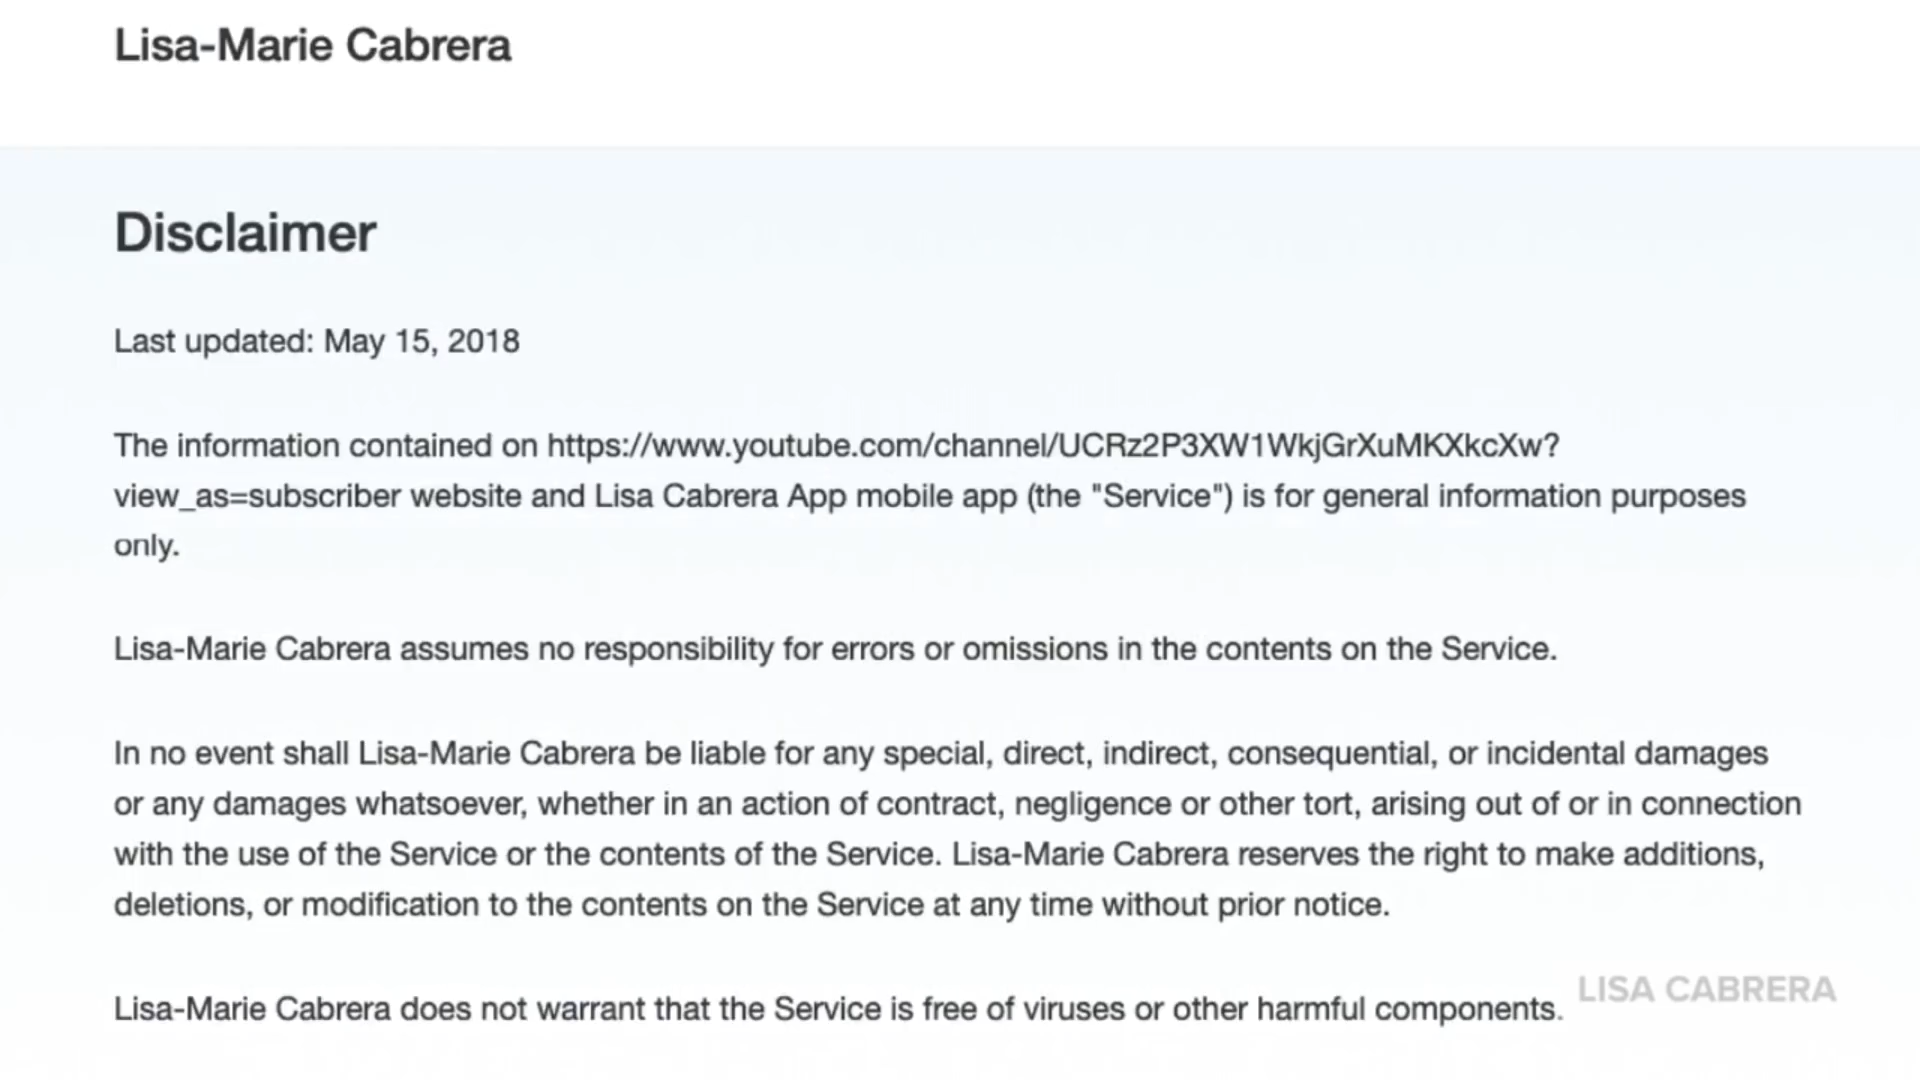 Lisa-Marie Cabrera
Disclaimer
Last updated: May 15, 2018
The information contained on https://www.youtube.com/channel/UCRz2P3XW1WkjGrXuMKXkcXw?
view_as=subscriber website and Lisa Cabrera App mobile app (the "Service") is for general information purposes
only.
Lisa-Marie Cabrera assumes no responsibility for errors or omissions in the contents on the Service.
In no event shall Lisa-Marie Cabrera be liable for any special, direct, indirect, consequential, or incidental damages
or any damages whatsoever, whether in an action of contract, negligence or other tort, arising out of or in connection
with the use of the Service or the contents of the Service. Lisa-Marie Cabrera reserves the right to make additions,
deletions, or modification to the contents on the Service at any time without prior notice.
Lisa-Marie Cabrera does not warrant that the Service is free of viruses or other harmful components.
LISA CABRERA